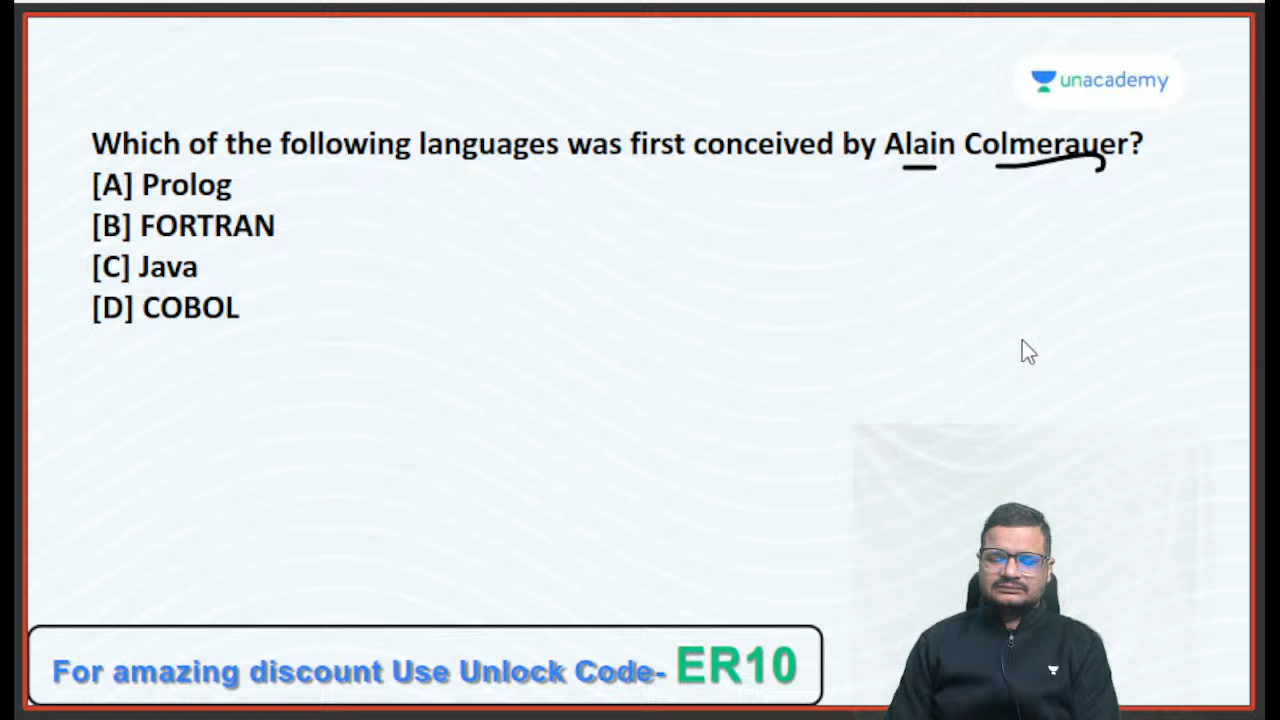 unacademy
Which of the following languages was first conceived by Alain Colmerauer?
[A] Prolog
[B] FORTRAN
[C] Java
[D] COBOL
For amazing discount Use Unlock Code- ER10